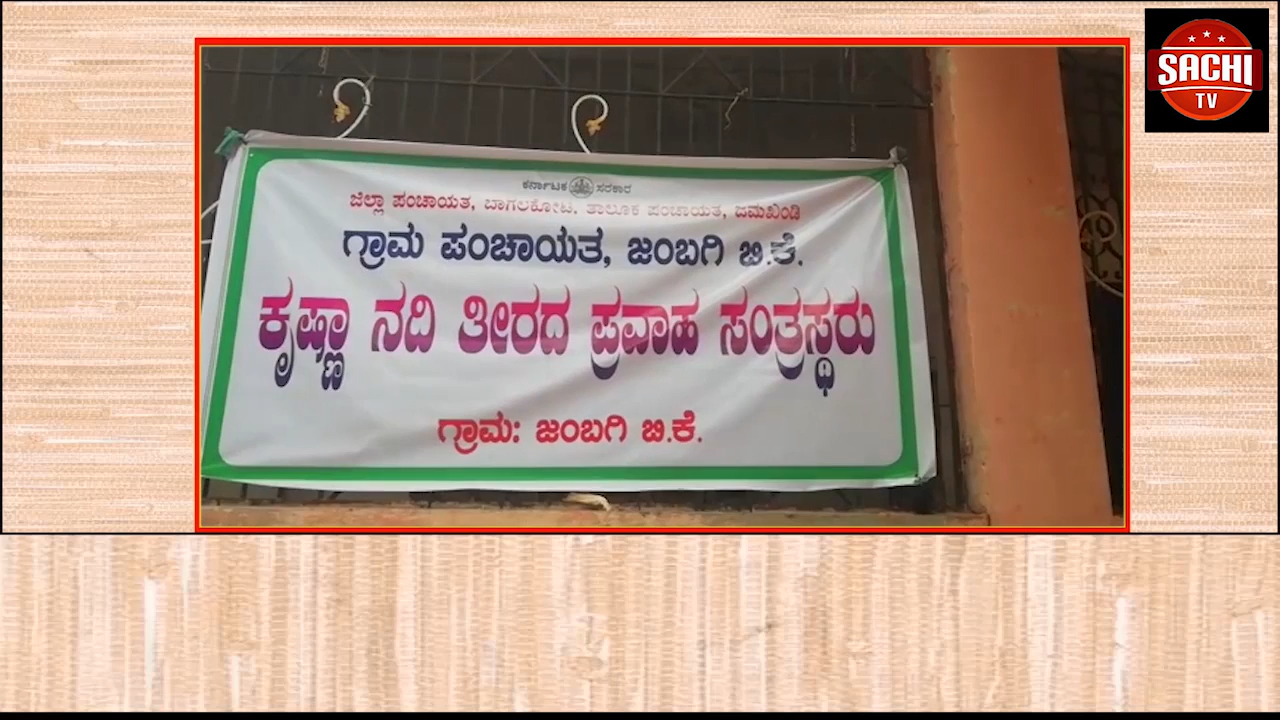 SACHI
TV
ಕರ್ನಾಟಕ ಸರಕಾರ
ಜಿಲ್ಲಾ ಪಂಚಾಯತ, ಬಾಗಲಕೋಟ, ತಾಲೂಕ ಪಂಚಾಯತ, ಜಮಖಂಡಿ
ಗ್ರಾಮ ಪಂಚಾಯತ, ಜಂಬಗಿ ಬಿ.ಕೆ.
ಕೃಷ್ಣಾ ನದಿ ತೀರದ ಪ್ರವಾಹ ಸಂತ್ರಸ್ಥರು
ಗ್ರಾಮ: ಜಂಬಗಿ ಬಿ.ಕೆ.